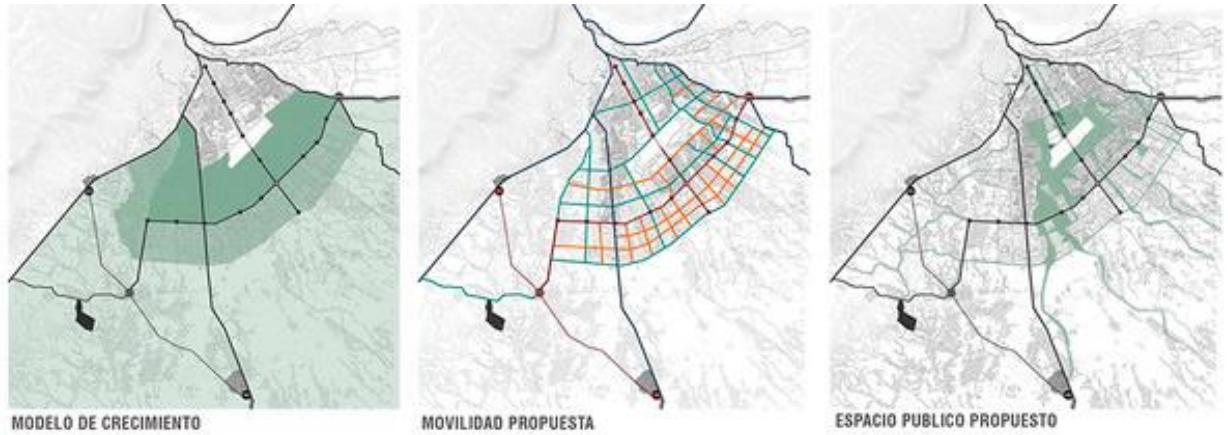 MODELO DE CRECIMIENTO
MOVILIDAD PROPUESTA
ESPACIO PUBLICO PROPUESTO